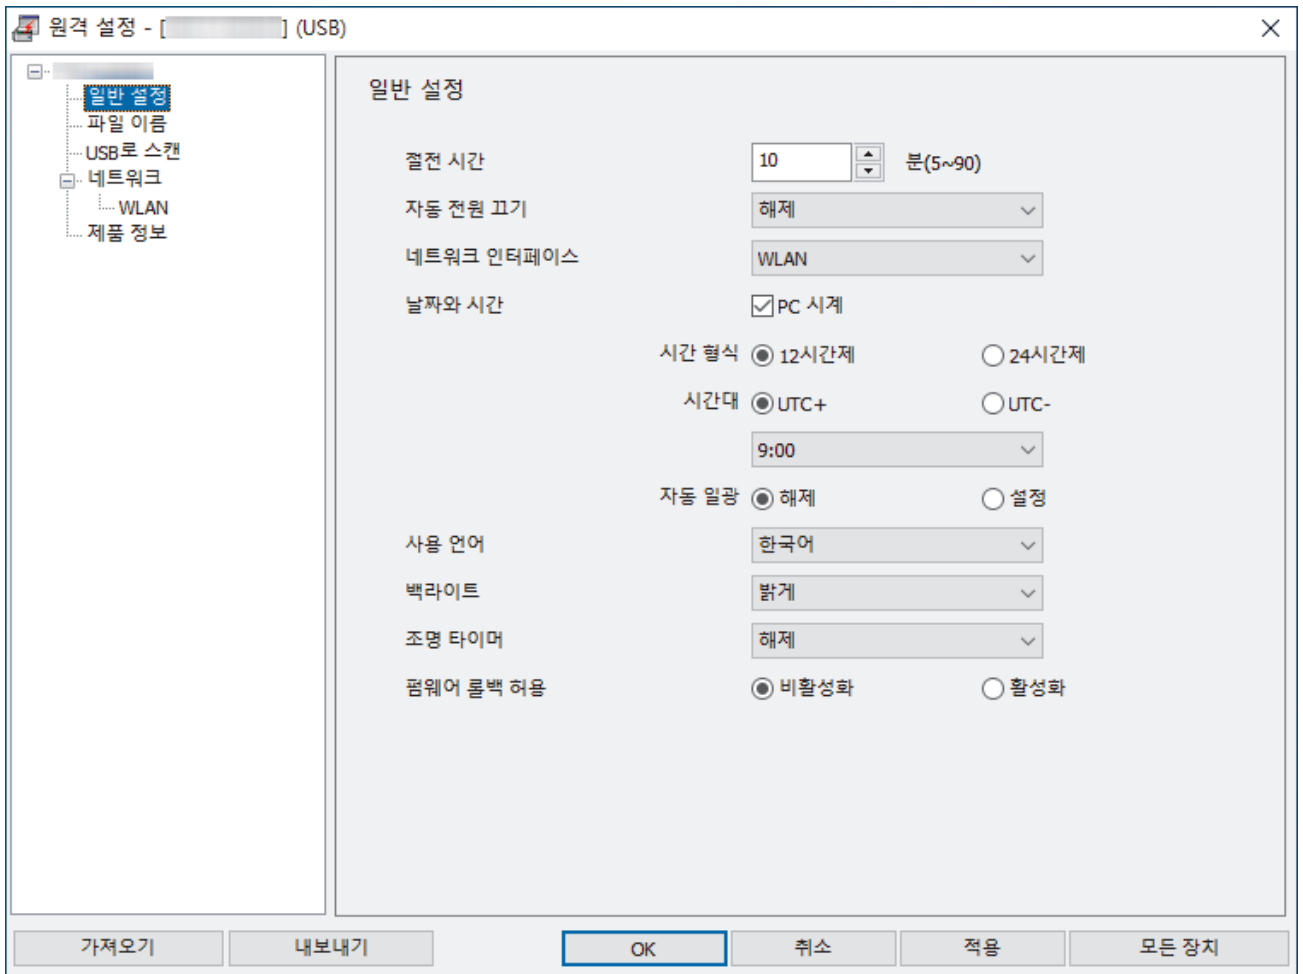 원격 설정 - [ ] (USB)
일반 설정
파일 이름
USB로 스캔
네트워크
WLAN
제품 정보
일반 설정
절전 시간 10 분(5~90)
자동 전원 끄기 해제
네트워크 인터페이스 WLAN
날짜와 시간 PC 시계
시간 형식 12시간제 24시간제
시간대 UTC+ UTC-
9:00
자동 일광 해제 설정
사용 언어 한국어
백라이트 밝게
조명 타이머 해제
펌웨어 롤백 허용 비활성화 활성화
가져오기 내보내기 OK 취소 적용 모든 장치